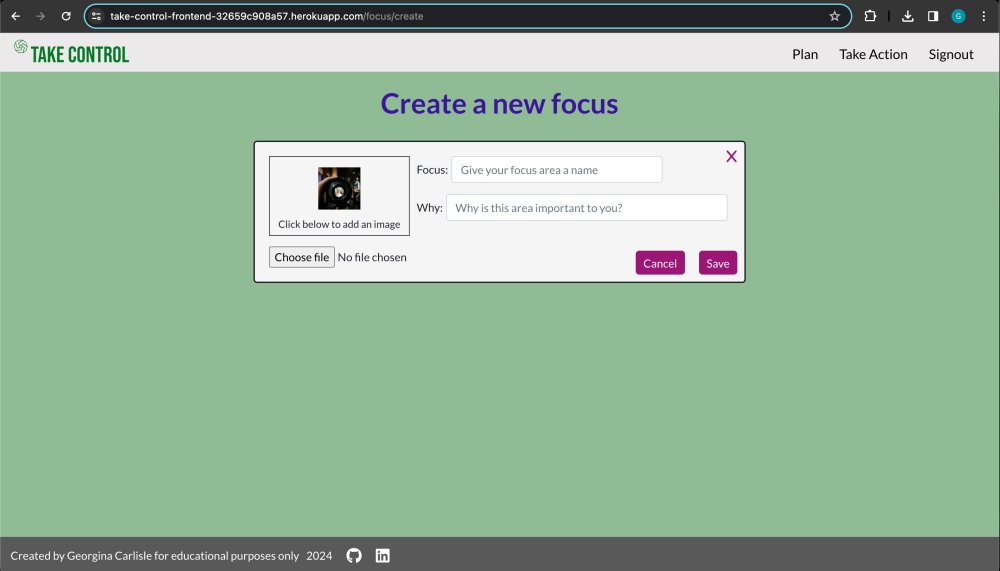 take-control-frontend-32659c908a57.herokuapp.com/focus/create
G
TAKE CONTROL
Plan Take Action Signout
Create a new focus
X
Focus: Give your focus area a name
Why: Why is this area important to you?
Click below to add an image
Choose file No file chosen
Cancel Save
Created by Georgina Carlisle for educational purposes only 2024
in